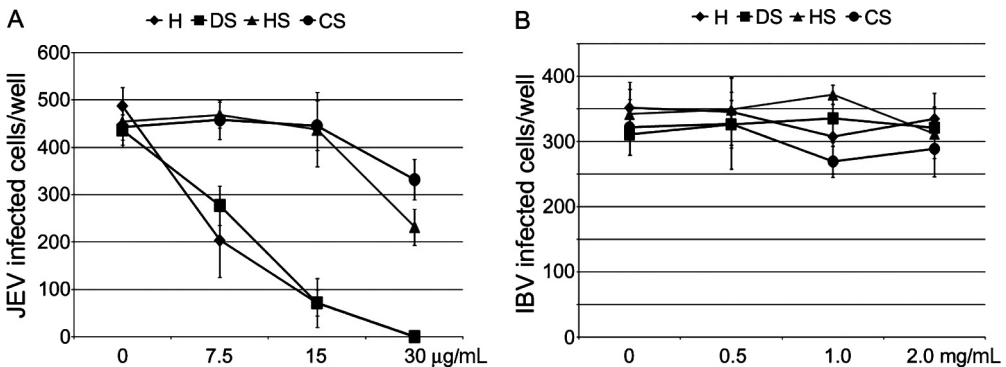 A
H DS HS CS
JEV infected cells/well
600
500
400
300
200
100
0
0 7.5 15 30 µg/mL
B
H DS HS CS
IBV infected cells/well
400
300
200
100
0
0 0.5 1.0 2.0 mg/mL